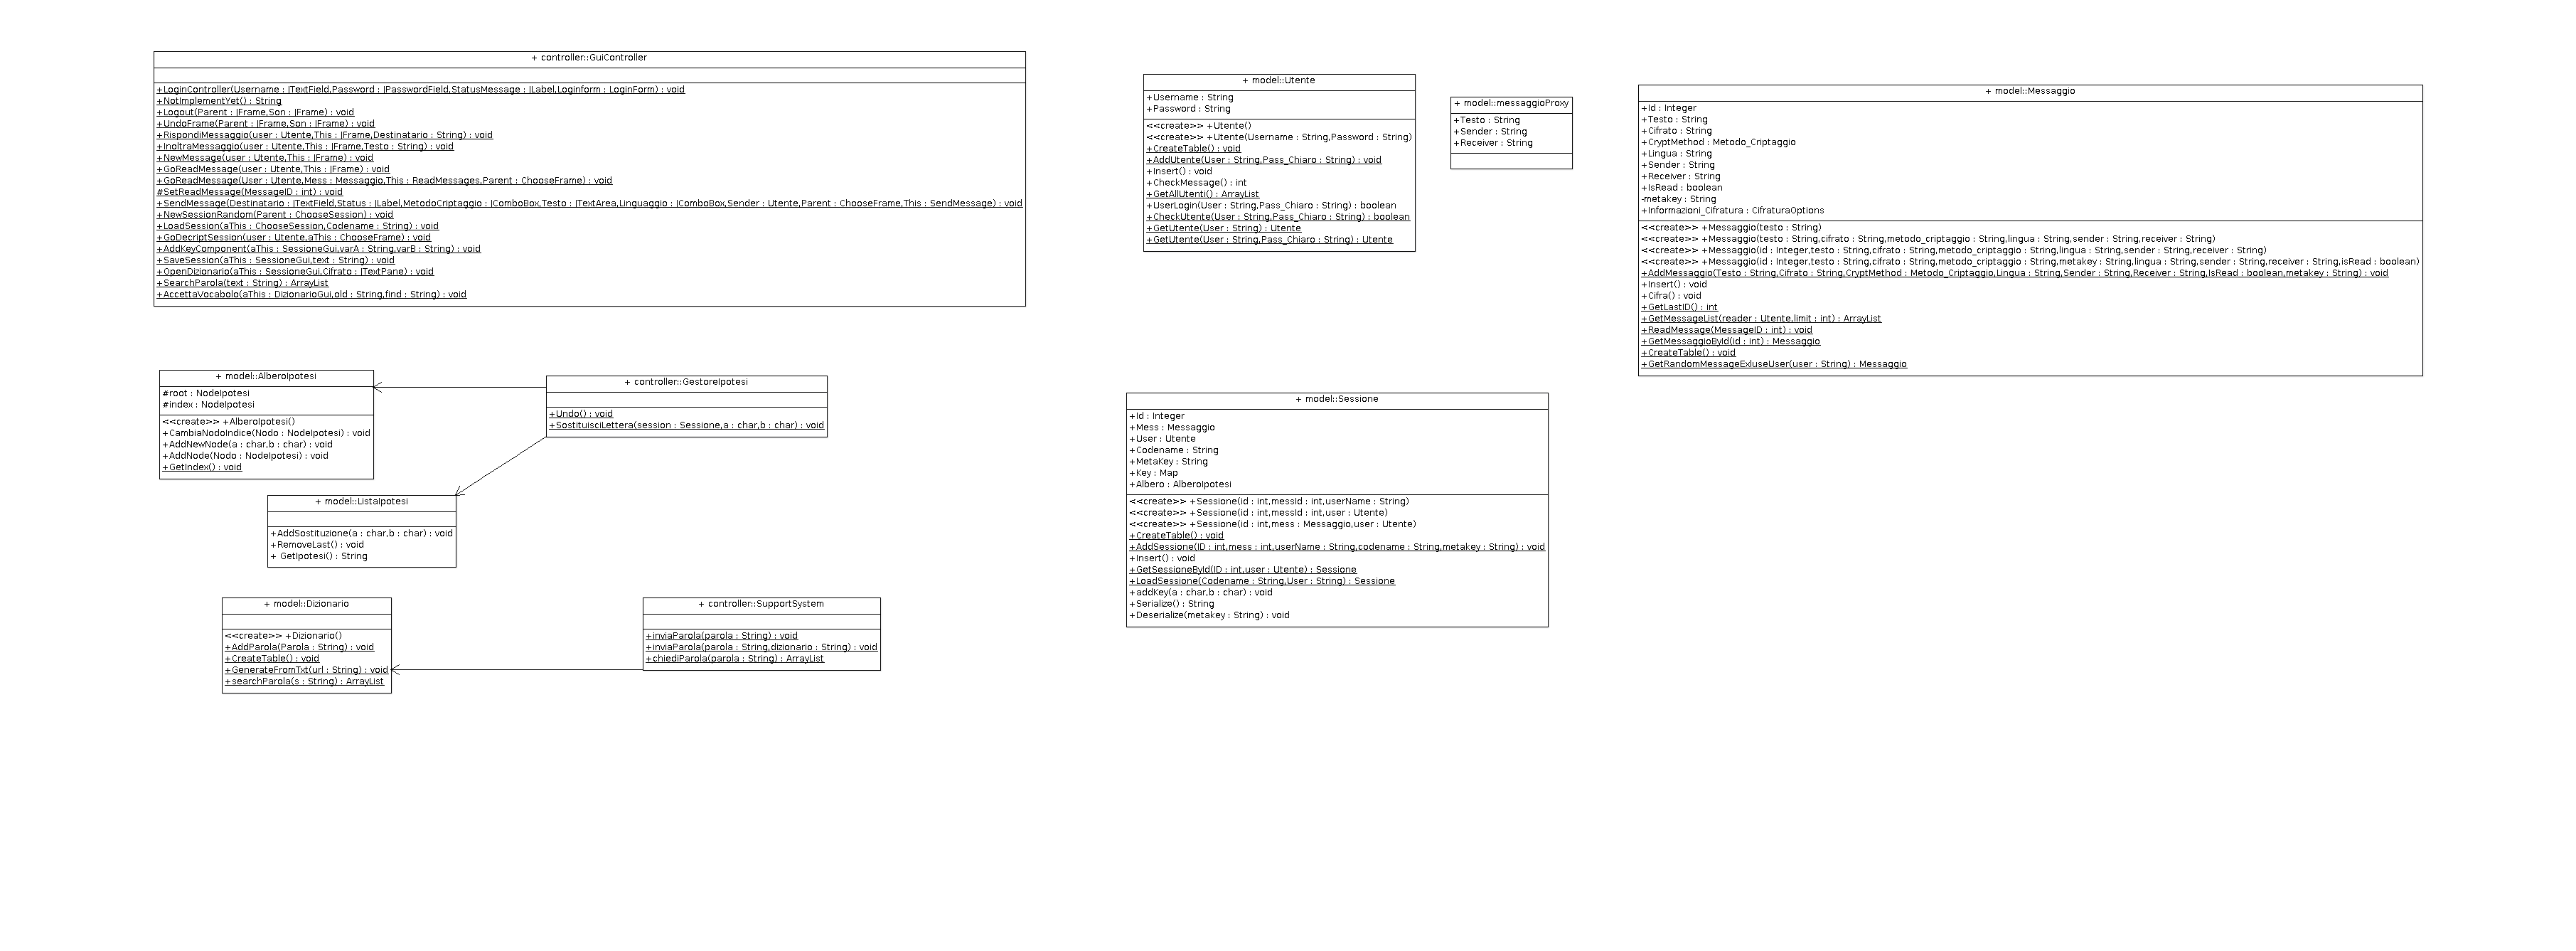 + controller::GuiController
+LoginController(Username : JTextField,Password : JPasswordField,StatusMessage : JLabel,Loginform : LoginForm) : void
+NotImplementYet() : String
+Logout(Parent : JFrame,Son : JFrame) : void
+UndoFrame(Parent : JFrame,Son : JFrame) : void
+RispondiMessaggio(user : Utente,This : JFrame,Destinatario : String) : void
+InoltraMessaggio(user : Utente,This : JFrame,Testo : String) : void
+NewMessage(user : Utente,This : JFrame) : void
+GoReadMessage(user : Utente,This : JFrame) : void
+GoReadMessage(User : Utente,Mess : Messaggio,This : ReadMessages,Parent : ChooseFrame) : void
#SetReadMessage(MessageID : int) : void
+SendMessage(Destinatario : JTextField,Status : JLabel,MetodoCriptaggio : JComboBox,Testo : JTextArea,Linguaggio : JComboBox,Sender : Utente,Parent : ChooseFrame,This : SendMessage) : void
+NewSessionRandom(Parent : ChooseSession) : void
+LoadSession(aThis : ChooseSession,Codename : String) : void
+GoDecriptSession(user : Utente,aThis : ChooseFrame) : void
+AddKeyComponent(aThis : SessioneGui,varA : String,varB : String) : void
+SaveSession(aThis : SessioneGui,text : String) : void
+OpenDizionario(aThis : SessioneGui,Cifrato : JTextPane) : void
+SearchParola(text : String) : ArrayList
+AccettaVocabolo(aThis : DizionarioGui,old : String,find : String) : void
+ model::Utente
+Username : String
+Password : String
<<create>> +Utente()
<<create>> +Utente(Username : String,Password : String)
+CreateTable() : void
+AddUtente(User : String,Pass_Chiaro : String) : void
+Insert() : void
+CheckMessage() : int
+GetAllUtenti() : ArrayList
+UserLogin(User : String,Pass_Chiaro : String) : boolean
+CheckUtente(User : String,Pass_Chiaro : String) : boolean
+GetUtente(User : String) : Utente
+GetUtente(User : String,Pass_Chiaro : String) : Utente
+ model::messaggioProxy
+Testo : String
+Sender : String
+Receiver : String
+ model::Messaggio
+Id : Integer
+Testo : String
+Cifrato : String
+CryptMethod : Metodo_Criptaggio
+Lingua : String
+Sender : String
+Receiver : String
+IsRead : boolean
-metakey : String
+Informazioni_Cifratura : CifraturaOptions
<<create>> +Messaggio(testo : String)
<<create>> +Messaggio(testo : String,cifrato : String,metodo_criptaggio : String,lingua : String,sender : String,receiver : String)
<<create>> +Messaggio(id : Integer,testo : String,cifrato : String,metodo_criptaggio : String,lingua : String,sender : String,receiver : String)
<<create>> +Messaggio(id : Integer,testo : String,cifrato : String,metodo_criptaggio : String,metakey : String,lingua : String,sender : String,receiver : String,isRead : boolean)
+AddMessaggio(Testo : String,Cifrato : String,CryptMethod : Metodo_Criptaggio,Lingua : String,Sender : String,Receiver : String,IsRead : boolean,metakey : String) : void
+Insert() : void
+Cifra() : void
+GetLastID() : int
+GetMessageList(reader : Utente,limit : int) : ArrayList
+ReadMessage(MessageID : int) : void
+GetMessaggioById(id : int) : Messaggio
+CreateTable() : void
+GetRandomMessageExluseUser(user : String) : Messaggio
+ model::AlberoIpotesi
#root : NodeIpotesi
#index : NodeIpotesi
<<create>> +AlberoIpotesi()
+CambiaNodoIndice(Nodo : NodeIpotesi) : void
+AddNewNode(a : char,b : char) : void
+AddNode(Nodo : NodeIpotesi) : void
+GetIndex() : void
+ controller::GestoreIpotesi
+Undo() : void
+SostituisciLettera(session : Sessione,a : char,b : char) : void
+ model::ListaIpotesi
+AddSostituzione(a : char,b : char) : void
+RemoveLast() : void
+ GetIpotesi() : String
+ model::Sessione
+Id : Integer
+Mess : Messaggio
+User : Utente
+Codename : String
+MetaKey : String
+Key : Map
+Albero : AlberoIpotesi
<<create>> +Sessione(id : int,messId : int,userName : String)
<<create>> +Sessione(id : int,messId : int,user : Utente)
<<create>> +Sessione(id : int,mess : Messaggio,user : Utente)
+CreateTable() : void
+AddSessione(ID : int,mess : int,userName : String,codename : String,metakey : String) : void
+Insert() : void
+GetSessioneById(ID : int,user : Utente) : Sessione
+LoadSessione(Codename : String,User : String) : Sessione
+addKey(a : char,b : char) : void
+Serialize() : String
+Deserialize(metakey : String) : void
+ model::Dizionario
<<create>> +Dizionario()
+AddParola(Parola : String) : void
+CreateTable() : void
+GenerateFromTxt(url : String) : void
+searchParola(s : String) : ArrayList
+ controller::SupportSystem
+inviaParola(parola : String) : void
+inviaParola(parola : String,dizionario : String) : void
+chiediParola(parola : String) : ArrayList